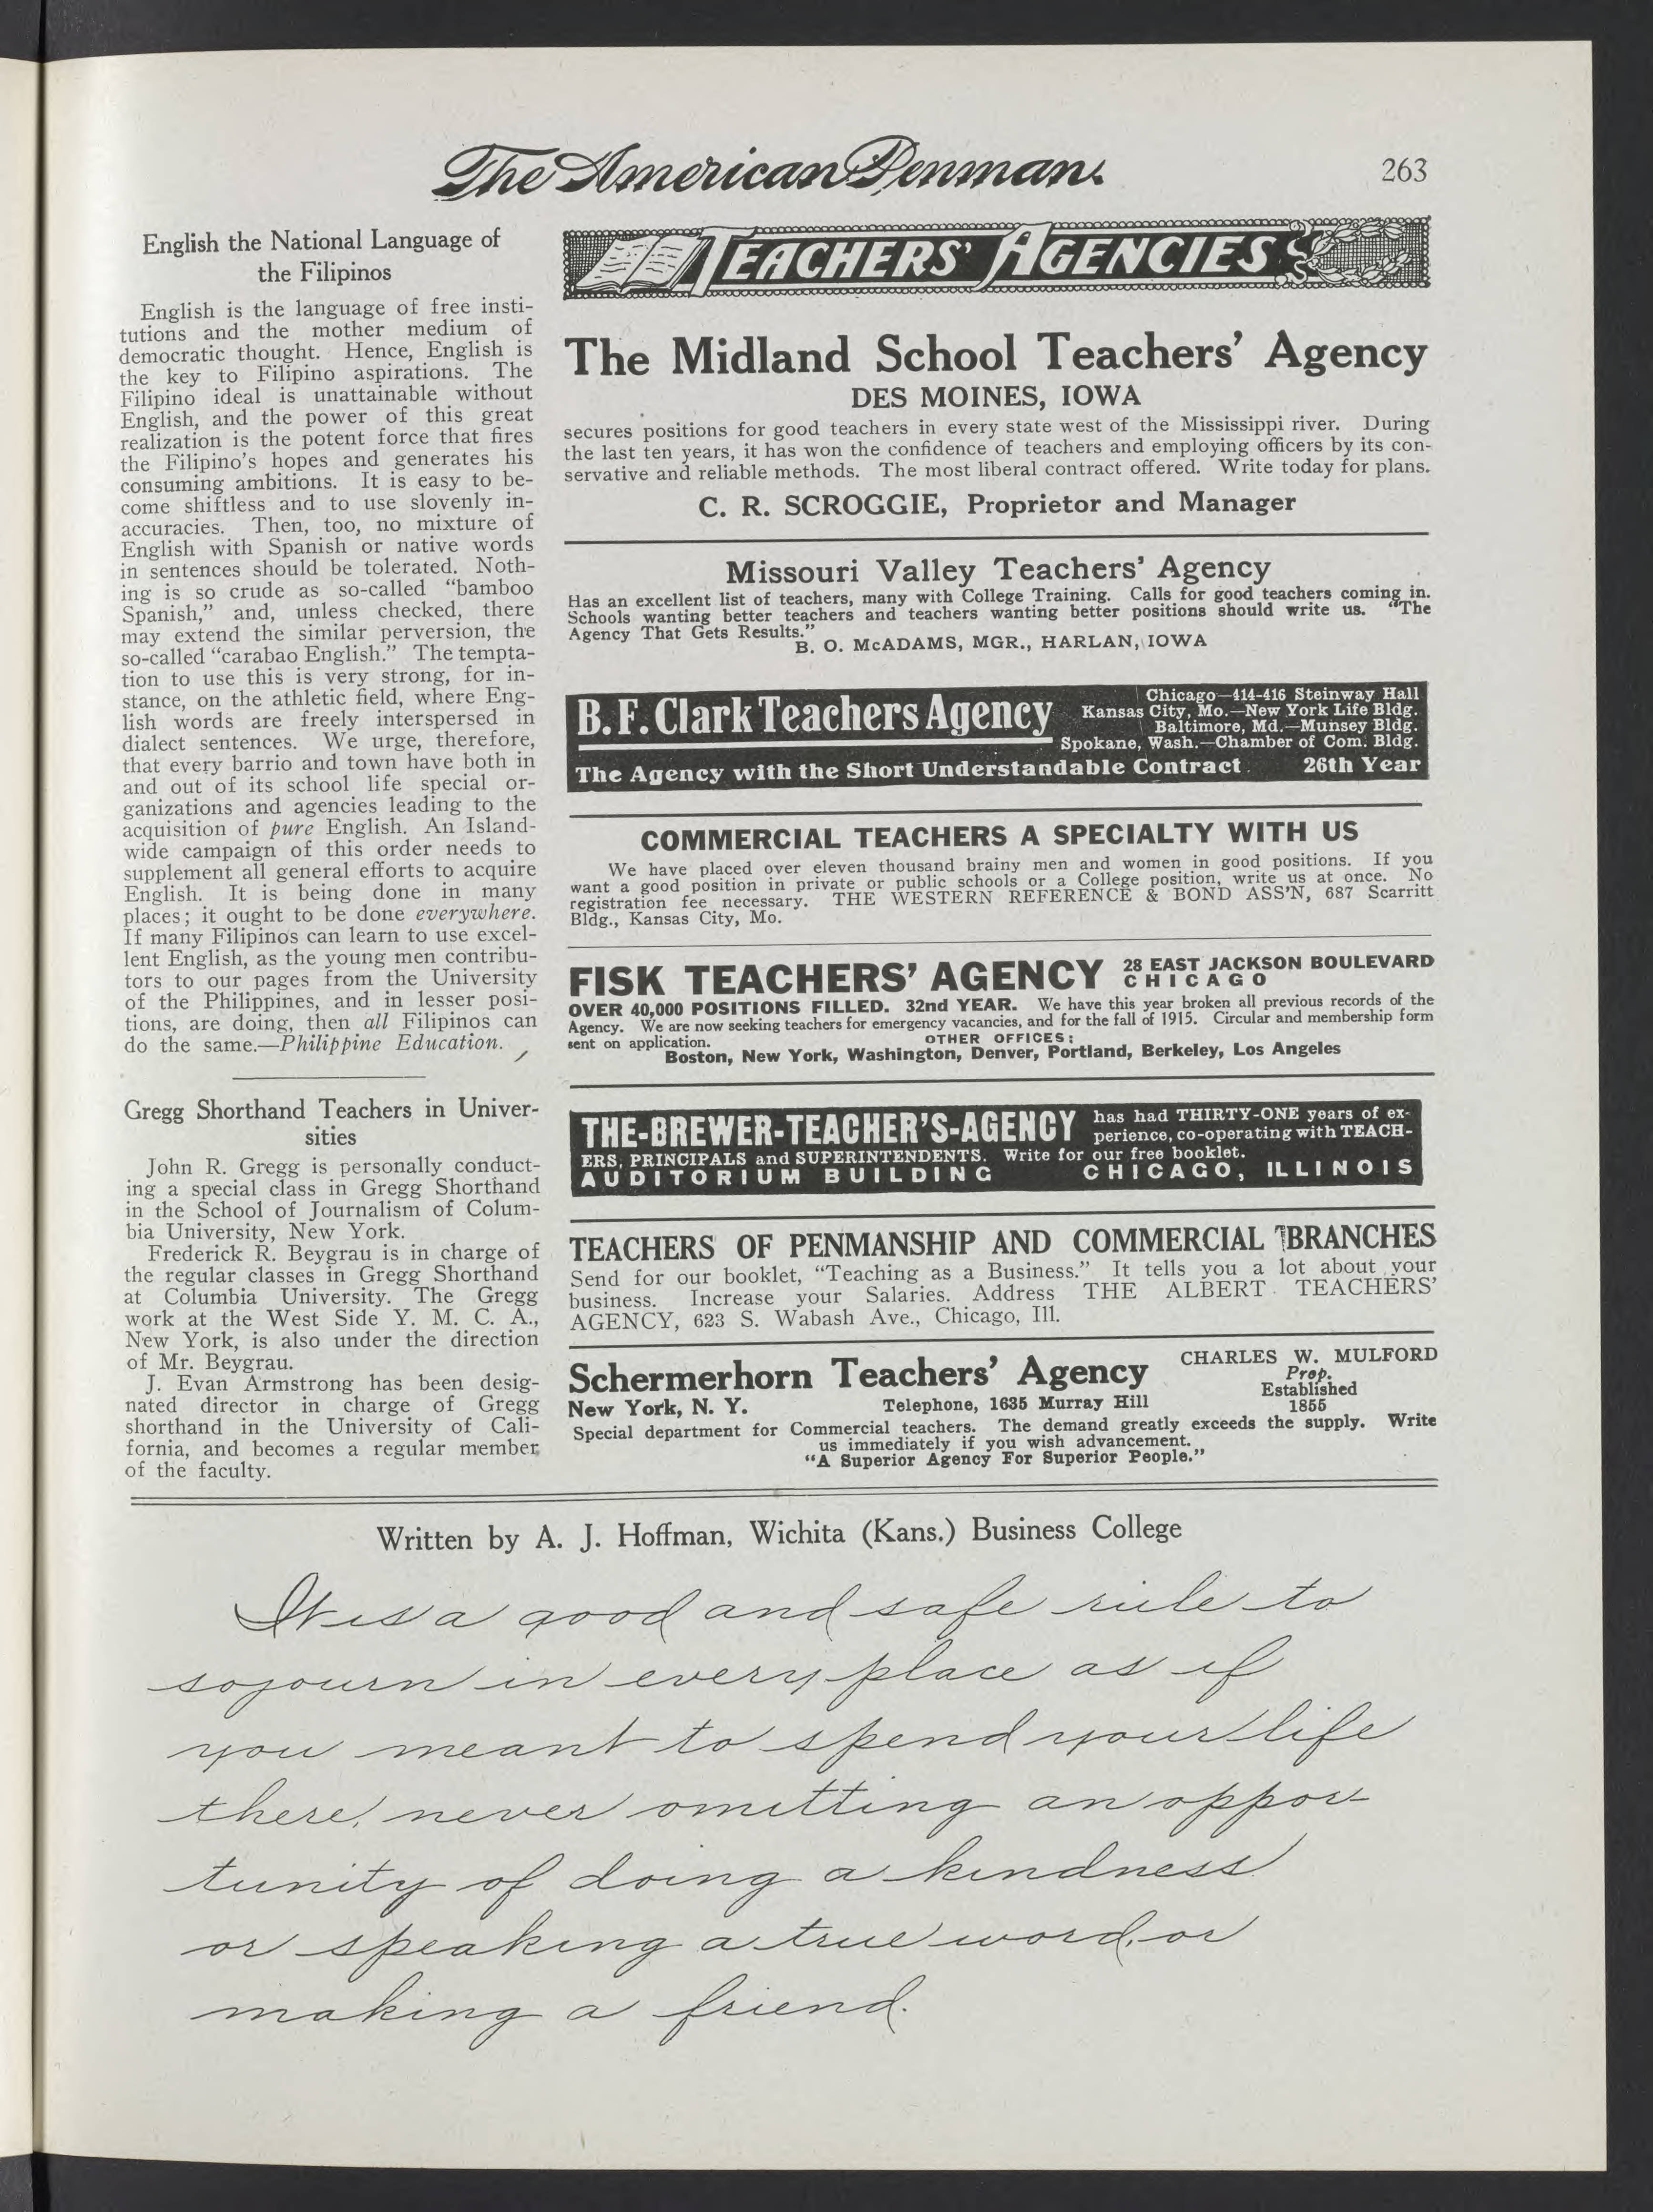 The American Penman
263
English the National Language of
the Filipinos
English is the language of free insti-
tutions and the mother medium of
democratic thought. Hence, English is
the key to Filipino aspirations. The
Filipino ideal is unattainable without
English, and the power of this great
realization is the potent force that fires
the Filipino's hopes and generates his
consuming ambitions. It is easy to be-
come shiftless and to use slovenly in-
accuracies. Then, too, no mixture of
English with Spanish or native words
in sentences should be tolerated. Noth-
ing is so crude as so-called "bamboo
Spanish," and, unless checked, there
may extend the similar perversion, the
so-called "carabao English." The tempta-
tion to use this is very strong, for in-
stance, on the athletic field, where Eng-
lish words are freely interspersed in
dialect sentences. We urge, therefore,
that every barrio and town have both in
and out of its school life special or-
ganizations and agencies leading to the
acquisition of pure English. An Island-
wide campaign of this order needs to
supplement all general efforts to acquire
English. It is being done in many
places; it ought to be done everywhere.
If many Filipinos can learn to use excel-
lent English, as the young men contribu-
tors to our pages from the University
of the Philippines, and in lesser posi-
tions, are doing, then all Filipinos can
do the same.—Philippine Education.
Gregg Shorthand Teachers in Univer-
sities
John R. Gregg is personally conduct-
ing a special class in Gregg Shorthand
in the School of Journalism of Colum-
bia University, New York.
Frederick R. Beygrau is in charge of
the regular classes in Gregg Shorthand
at Columbia University. The Gregg
work at the West Side Y. M. C. A.,
New York, is also under the direction
of Mr. Beygrau.
J. Evan Armstrong has been desig-
nated director in charge of Gregg
shorthand in the University of Cali-
fornia, and becomes a regular member
of the faculty.
TEACHERS' AGENCIES
The Midland School Teachers' Agency
DES MOINES, IOWA
secures positions for good teachers in every state west of the Mississippi river. During
the last ten years, it has won the confidence of teachers and employing officers by its con-
servative and reliable methods. The most liberal contract offered. Write today for plans.
C. R. SCROGGIE, Proprietor and Manager
Missouri Valley Teachers' Agency
Has an excellent list of teachers, many with College Training. Calls for good teachers coming in.
Schools wanting better teachers and teachers wanting better positions should write us. "The
Agency That Gets Results."
B. O. McADAMS, MGR., HARLAN, IOWA
B. F. Clark Teachers Agency
Chicago—414-416 Steinway Hall
Kansas City, Mo.—New York Life Bldg.
Baltimore, Md.—Munsey Bldg.
Spokane, Wash.—Chamber of Com. Bldg.
The Agency with the Short Understandable Contract 26th Year
COMMERCIAL TEACHERS A SPECIALTY WITH US
We have placed over eleven thousand brainy men and women in good positions. If you
want a good position in private or public schools or a College position, write us at once. No
registration fee necessary. THE WESTERN REFERENCE & BOND ASS'N, 687 Scarritt
Bldg., Kansas City, Mo.
FISK TEACHERS' AGENCY
28 EAST JACKSON BOULEVARD
CHICAGO
OVER 40,000 POSITIONS FILLED. 32nd YEAR. We have this year broken all previous records of the
Agency. We are now seeking teachers for emergency vacancies, and for the fall of 1915. Circular and membership form
sent on application. OTHER OFFICES:
Boston, New York, Washington, Denver, Portland, Berkeley, Los Angeles
THE-BREWER-TEACHER'S-AGENCY
has had THIRTY-ONE years of ex-
perience, co-operating with TEACH-
ERS, PRINCIPALS and SUPERINTENDENTS. Write for our free booklet.
AUDITORIUM BUILDING CHICAGO, ILLINOIS
TEACHERS OF PENMANSHIP AND COMMERCIAL BRANCHES
Send for our booklet, "Teaching as a Business." It tells you a lot about your
business. Increase your Salaries. Address THE ALBERT TEACHERS'
AGENCY, 623 S. Wabash Ave., Chicago, Ill.
Schermerhorn Teachers' Agency
CHARLES W. MULFORD
Prop.
Established
1855
New York, N. Y. Telephone, 1635 Murray Hill
Special department for Commercial teachers. The demand greatly exceeds the supply. Write
us immediately if you wish advancement.
"A Superior Agency For Superior People."
Written by A. J. Hoffman, Wichita (Kans.) Business College
It is a good and safe rule to
sojourn in every place as if
you meant to spend your life
there, never omitting an oppor-
tunity of doing a kindness
or speaking a true word, or
making a friend.